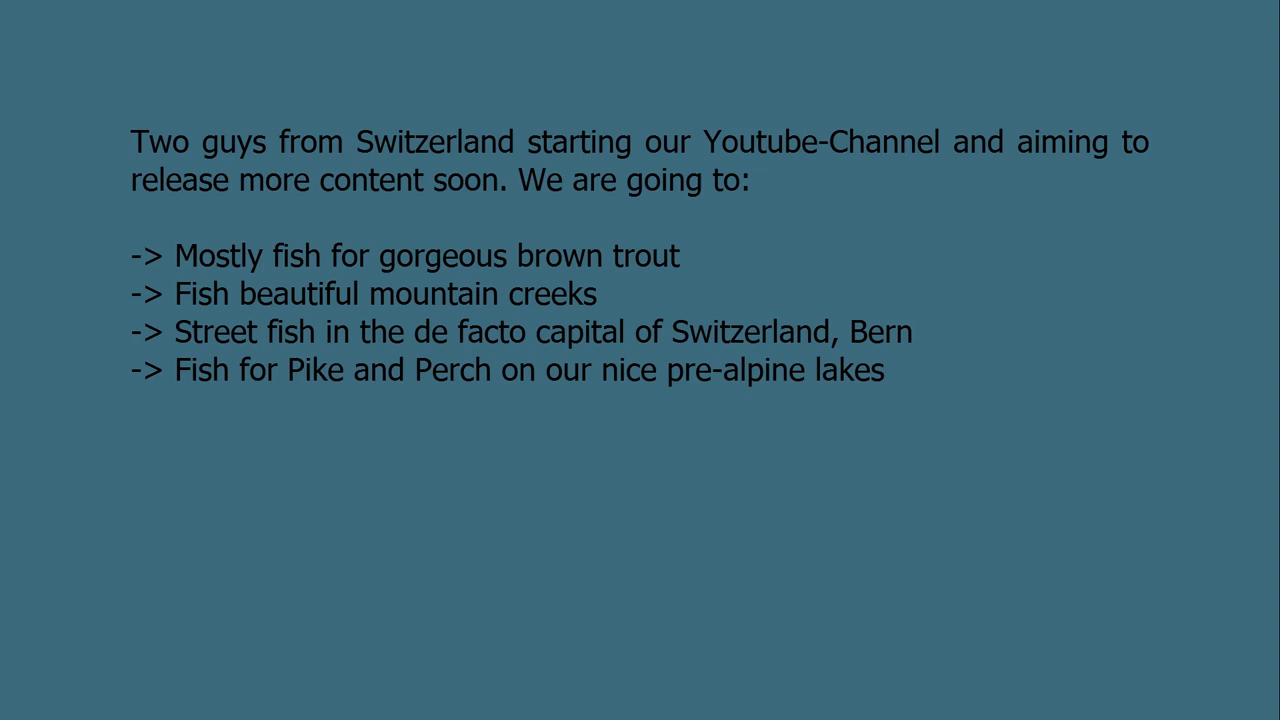 Two guys from Switzerland starting our Youtube-Channel and aiming to
release more content soon. We are going to:
-> Mostly fish for gorgeous brown trout
-> Fish beautiful mountain creeks
-> Street fish in the de facto capital of Switzerland, Bern
-> Fish for Pike and Perch on our nice pre-alpine lakes